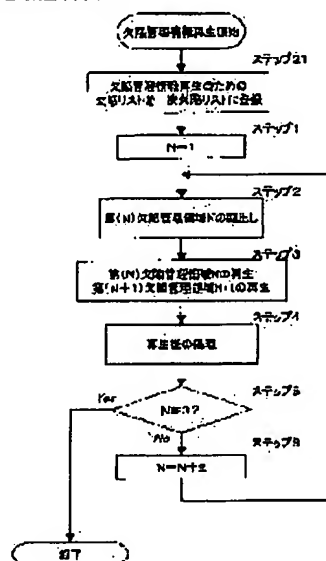 欠陥管理情報再生開始
ステップ21
欠陥管理情報再生のための
欠陥リストを 次欠陥リストに登録
ステップ1
N=1
ステップ2
第(N)欠陥管理領域Nの頭出し
ステップ3
第(N)欠陥管理領域Nの再生
第(N+1)欠陥管理領域N+1の再生
ステップ4
再生後の処理
ステップ5
Yes
N=3?
No
N=N+2
終了